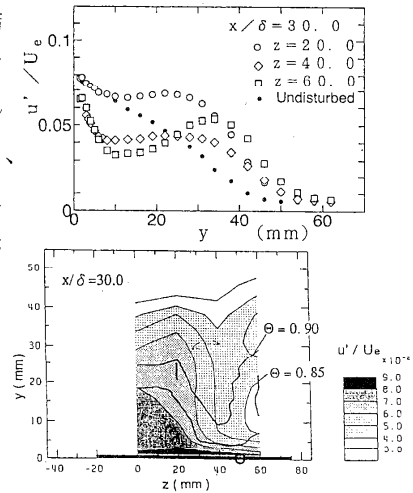 0.1
0.05
0
u' / Ue
x/δ=30.0
○ z=20.0
◇ z=40.0
□ z=60.0
• Undisturbed
0 20 40 60
y (mm)
50
40
30
20
10
0
y(mm)
x/δ=30.0
Θ=0.90
Θ=0.85
-40 -20 0 20 40 60 80
z(mm)
u'/Ue
9.0
8.0
7.0
6.0
5.0
4.0
3.0